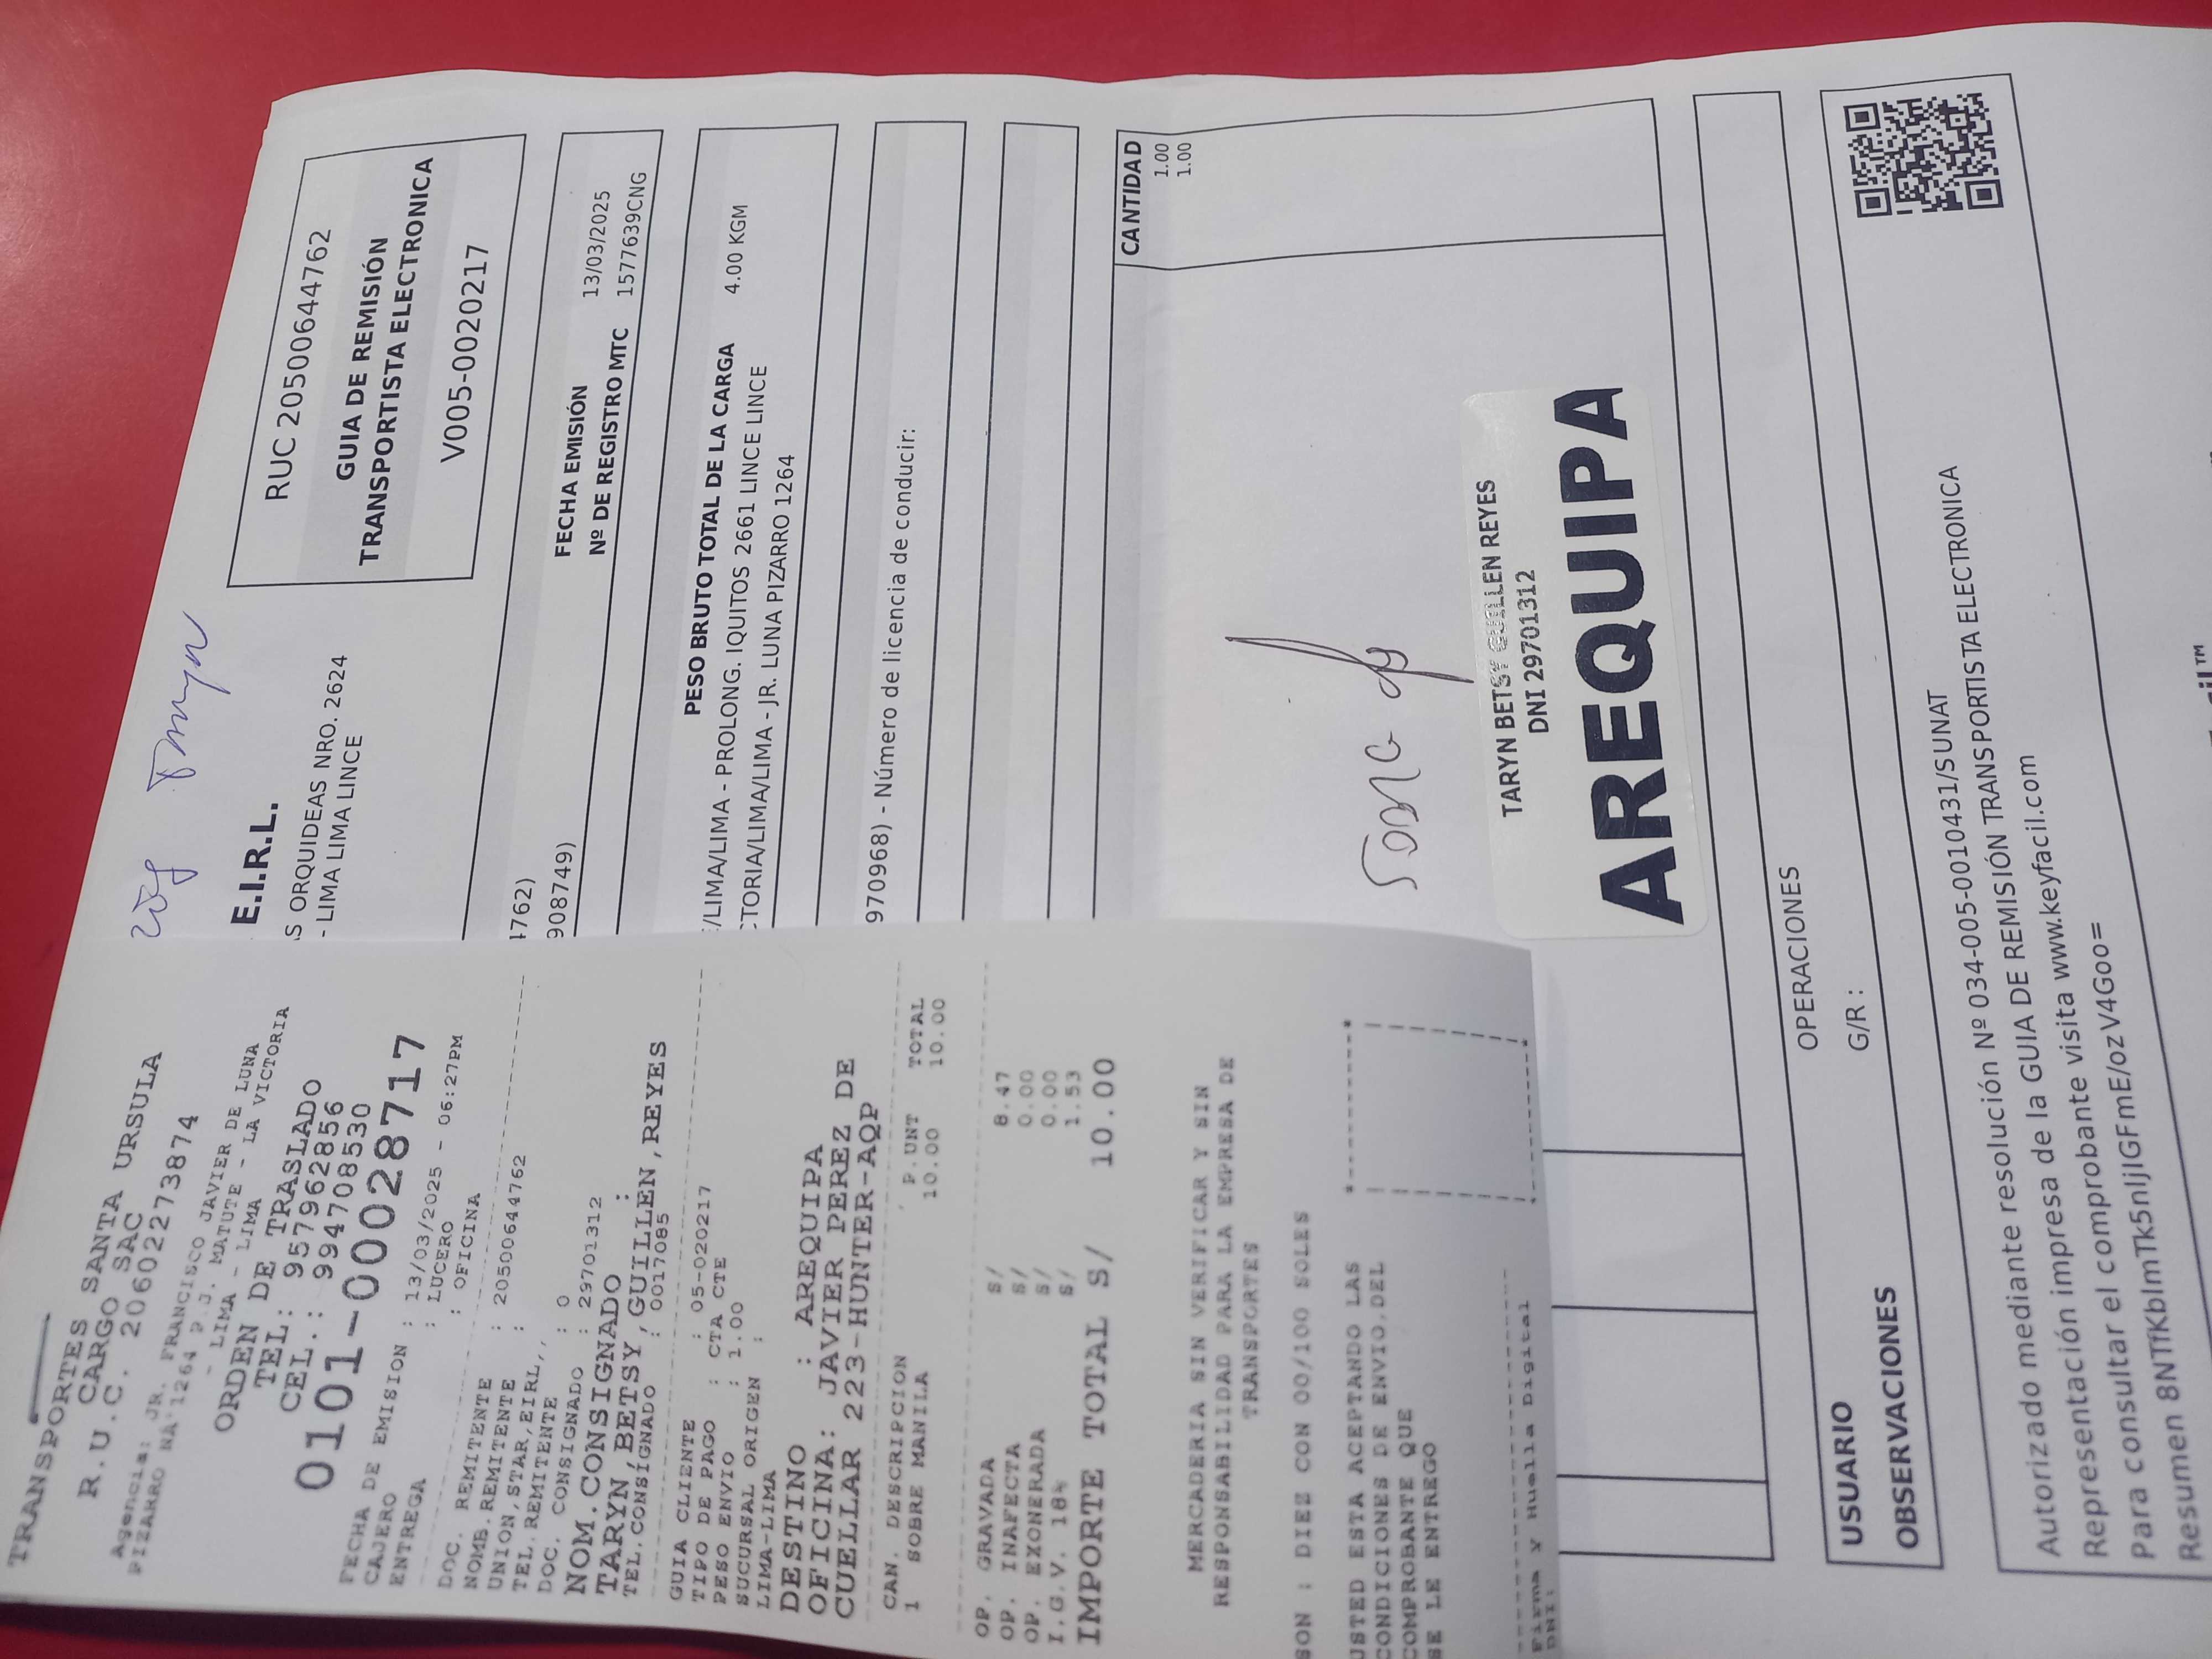 TRANSPORTES SANTA URSULA
CARGO SAC
R.U.C. 20602273874
Agencia: JR. FRANCISCO JAVIER DE LUNA
PIZARRO NA°1264 P.J. MATUTE - LIMA
- LIMA - LIMA - LA VICTORIA
ORDEN DE TRASLADO
TEL: 957962856
CEL.: 994708530
0101-00028717
FECHA DE EMISION : 13/03/2025 - 06:27PM
CAJERO : LUCERO
ENTREGA : OFICINA
DOC. REMITENTE : 20500644762
NOMB.REMITENTE :
UNION,STAR,EIRL,,,
TEL.REMITENTE : 0
DOC. CONSIGNADO : 29701312
NOM.CONSIGNADO :
TARYN,BETSY,GUILLEN,REYES
TEL.CONSIGNADO : 0017085
GUIA CLIENTE : 05-020217
TIPO DE PAGO : CTA CTE
PESO ENVIO : 1.00
SUCURSAL ORIGEN :
LIMA-LIMA
DESTINO : AREQUIPA
OFICINA: JAVIER PEREZ DE
CUELLAR 223-HUNTER-AQP
CAN. DESCRIPCION P.UNT TOTAL
1 SOBRE MANILA 10.00 10.00
OP. GRAVADA S/ 8.47
OP. INAFECTA S/ 0.00
OP. EXONERADA S/ 0.00
I.G.V. 18% S/ 1.53
IMPORTE TOTAL S/ 10.00
MERCADERIA SIN VERIFICAR Y SIN
RESPONSABILIDAD PARA LA EMPRESA DE
TRANSPORTES
SON : DIEZ CON 00/100 SOLES
USTED ESTA ACEPTANDO LAS
CONDICIONES DE ENVIO,DEL
COMPROBANTE QUE
SE LE ENTREGO
Firma y Huella Digital
DNI:
E.I.R.L.
AS ORQUIDEAS NRO. 2624
- LIMA LIMA LINCE
RUC 20500644762
GUIA DE REMISIÓN
TRANSPORTISTA ELECTRONICA
V005-0020217
4762)
908749)
FECHA EMISIÓN 13/03/2025
Nº DE REGISTRO MTC 1577639CNG
PESO BRUTO TOTAL DE LA CARGA 4.00 KGM
/LIMA/LIMA - PROLONG. IQUITOS 2661 LINCE LINCE
CTORIA/LIMA/LIMA - JR. LUNA PIZARRO 1264
970968) - Número de licencia de conducir:
CANTIDAD
1.00
1.00
TARYN BETSY GUILLEN REYES
DNI 29701312
AREQUIPA
OPERACIONES
G/R :
USUARIO
OBSERVACIONES
Autorizado mediante resolución Nº 034-005-0010431/SUNAT
Representación impresa de la GUIA DE REMISIÓN TRANSPORTISTA ELECTRONICA
Para consultar el comprobante visita www.keyfacil.com
Resumen 8NTfKbImTk5nljIGFmE/ozV4Goo=